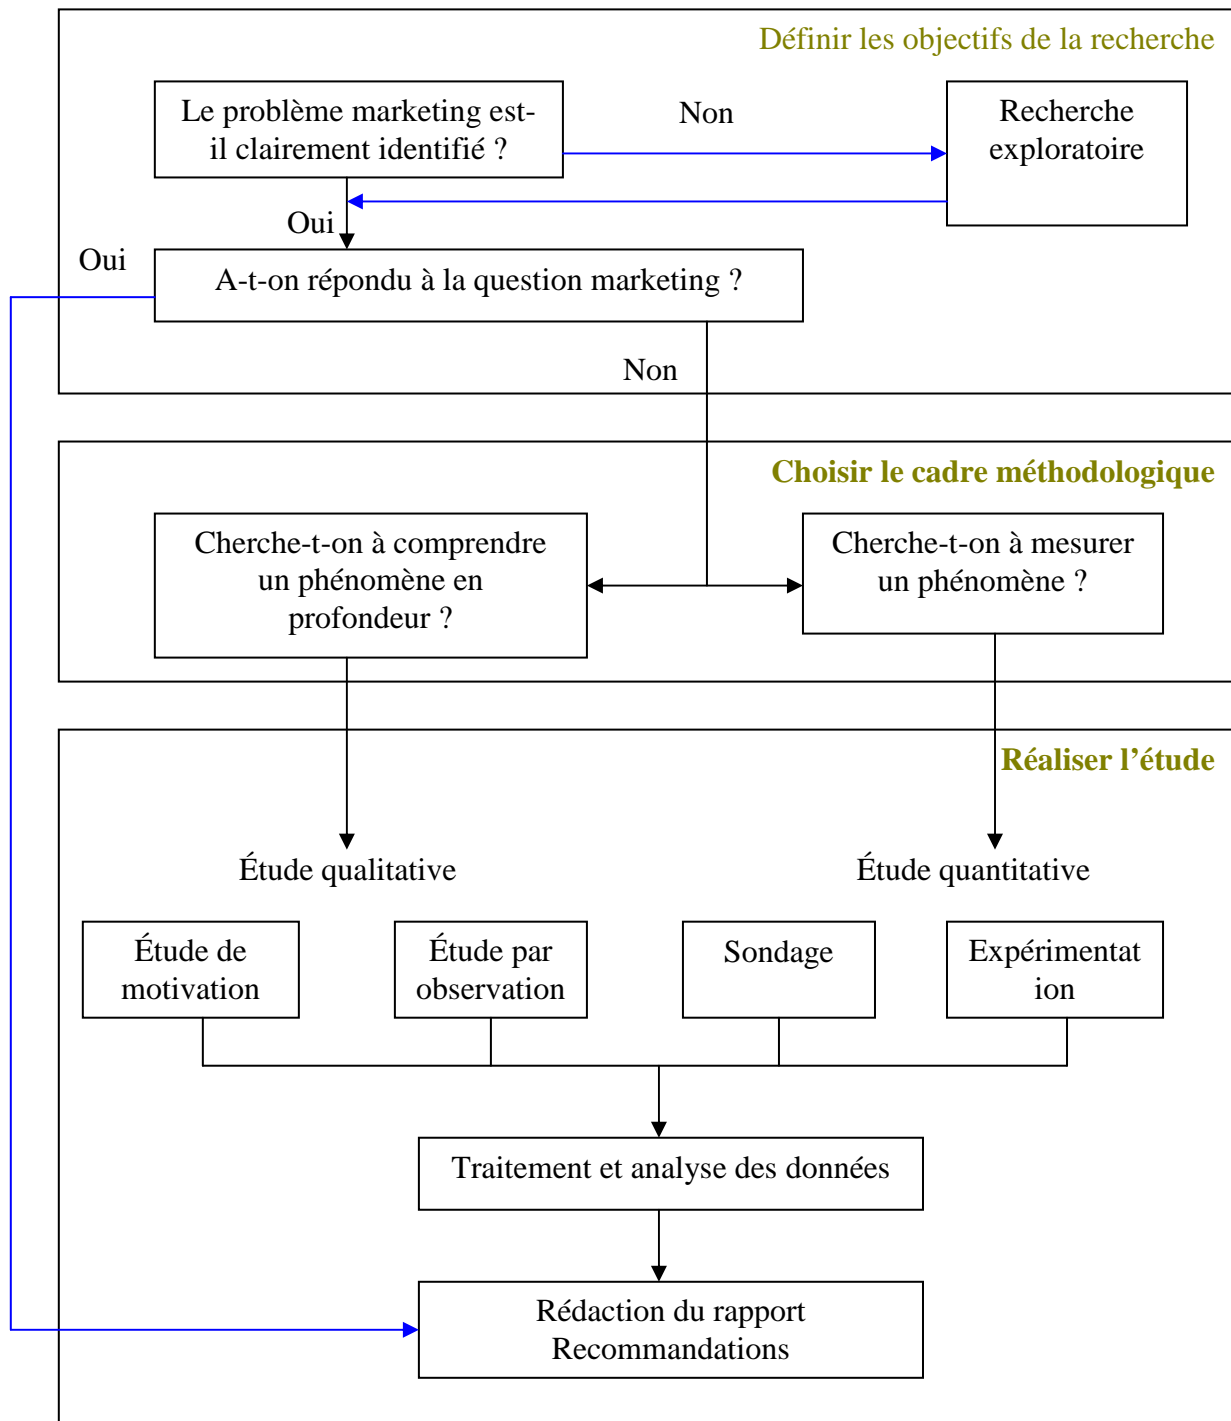 Définir les objectifs de la recherche
Le problème marketing est-
il clairement identifié ?
Non
Recherche
exploratoire
Oui
Oui
A-t-on répondu à la question marketing ?
Non
Choisir le cadre méthodologique
Cherche-t-on à comprendre
un phénomène en
profondeur ?
Cherche-t-on à mesurer
un phénomène ?
Réaliser l’étude
Étude qualitative
Étude quantitative
Étude de
motivation
Étude par
observation
Sondage
Expérimentat
ion
Traitement et analyse des données
Rédaction du rapport
Recommandations